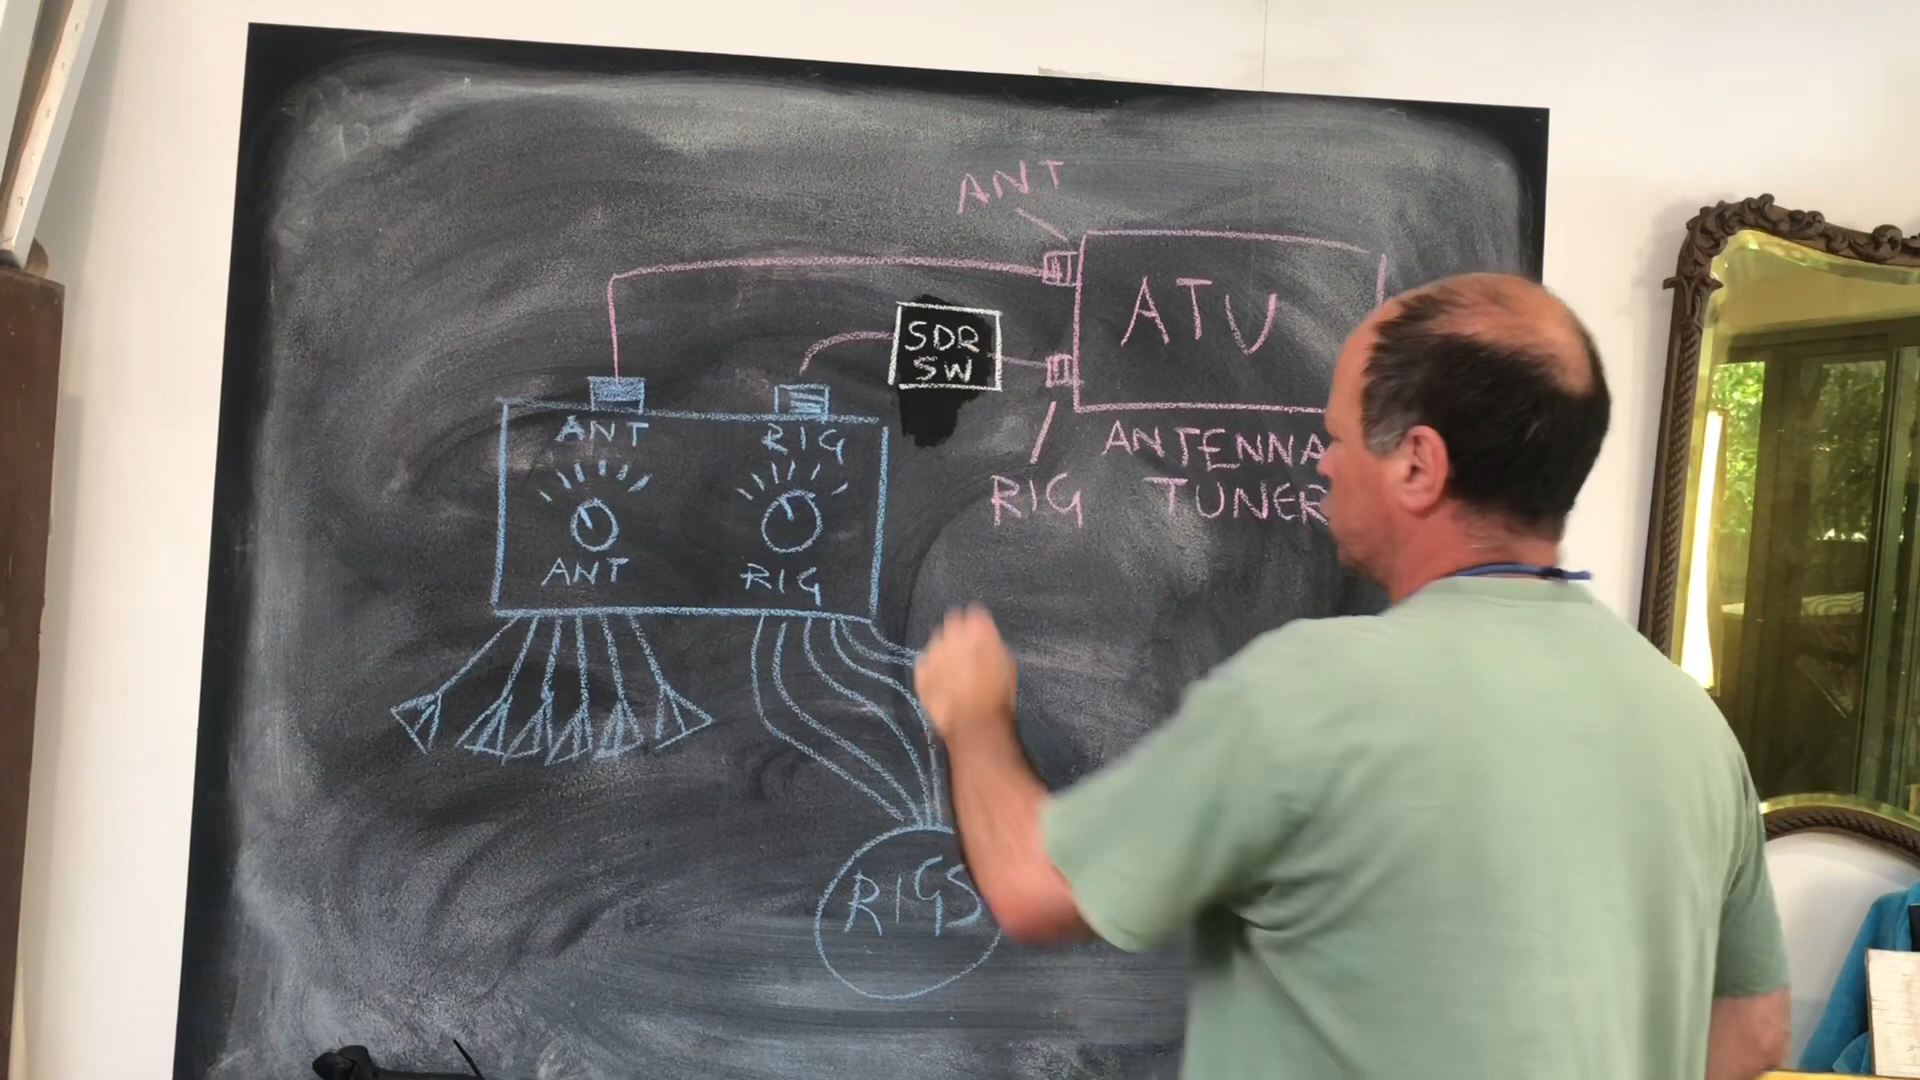 ANT
ATU
SDR
SW
ANT
RIG
ANTENNA
TUNER
RIG
ANT
RIG
RIGS